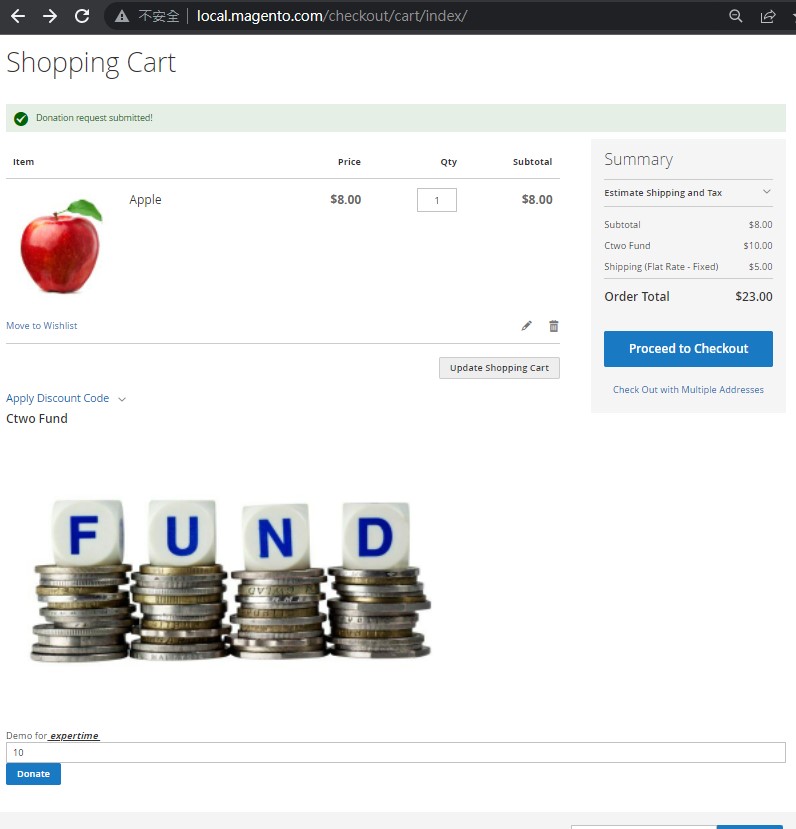 不安全 local.magento.com/checkout/cart/index/
Shopping Cart
Donation request submitted!
Item Price Qty Subtotal
Apple $8.00 1 $8.00
Move to Wishlist
Update Shopping Cart
Summary
Estimate Shipping and Tax
Subtotal $8.00
Ctwo Fund $10.00
Shipping (Flat Rate - Fixed) $5.00
Order Total $23.00
Proceed to Checkout
Check Out with Multiple Addresses
Apply Discount Code
Ctwo Fund
F U N D
Demo for expertime
10
Donate